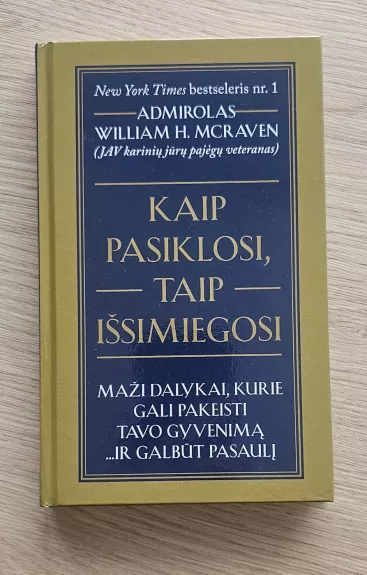 New York Times bestseleris nr. 1
ADMIROLAS
WILLIAM H. MCRAVEN
(JAV karinių jūrų pajėgų veteranas)
KAIP
PASIKLOSI,
TAIP
IŠSIMIEGOSI
MAŽI DALYKAI, KURIE
GALI PAKEISTI
TAVO GYVENIMĄ
...IR GALBŪT PASAULĮ